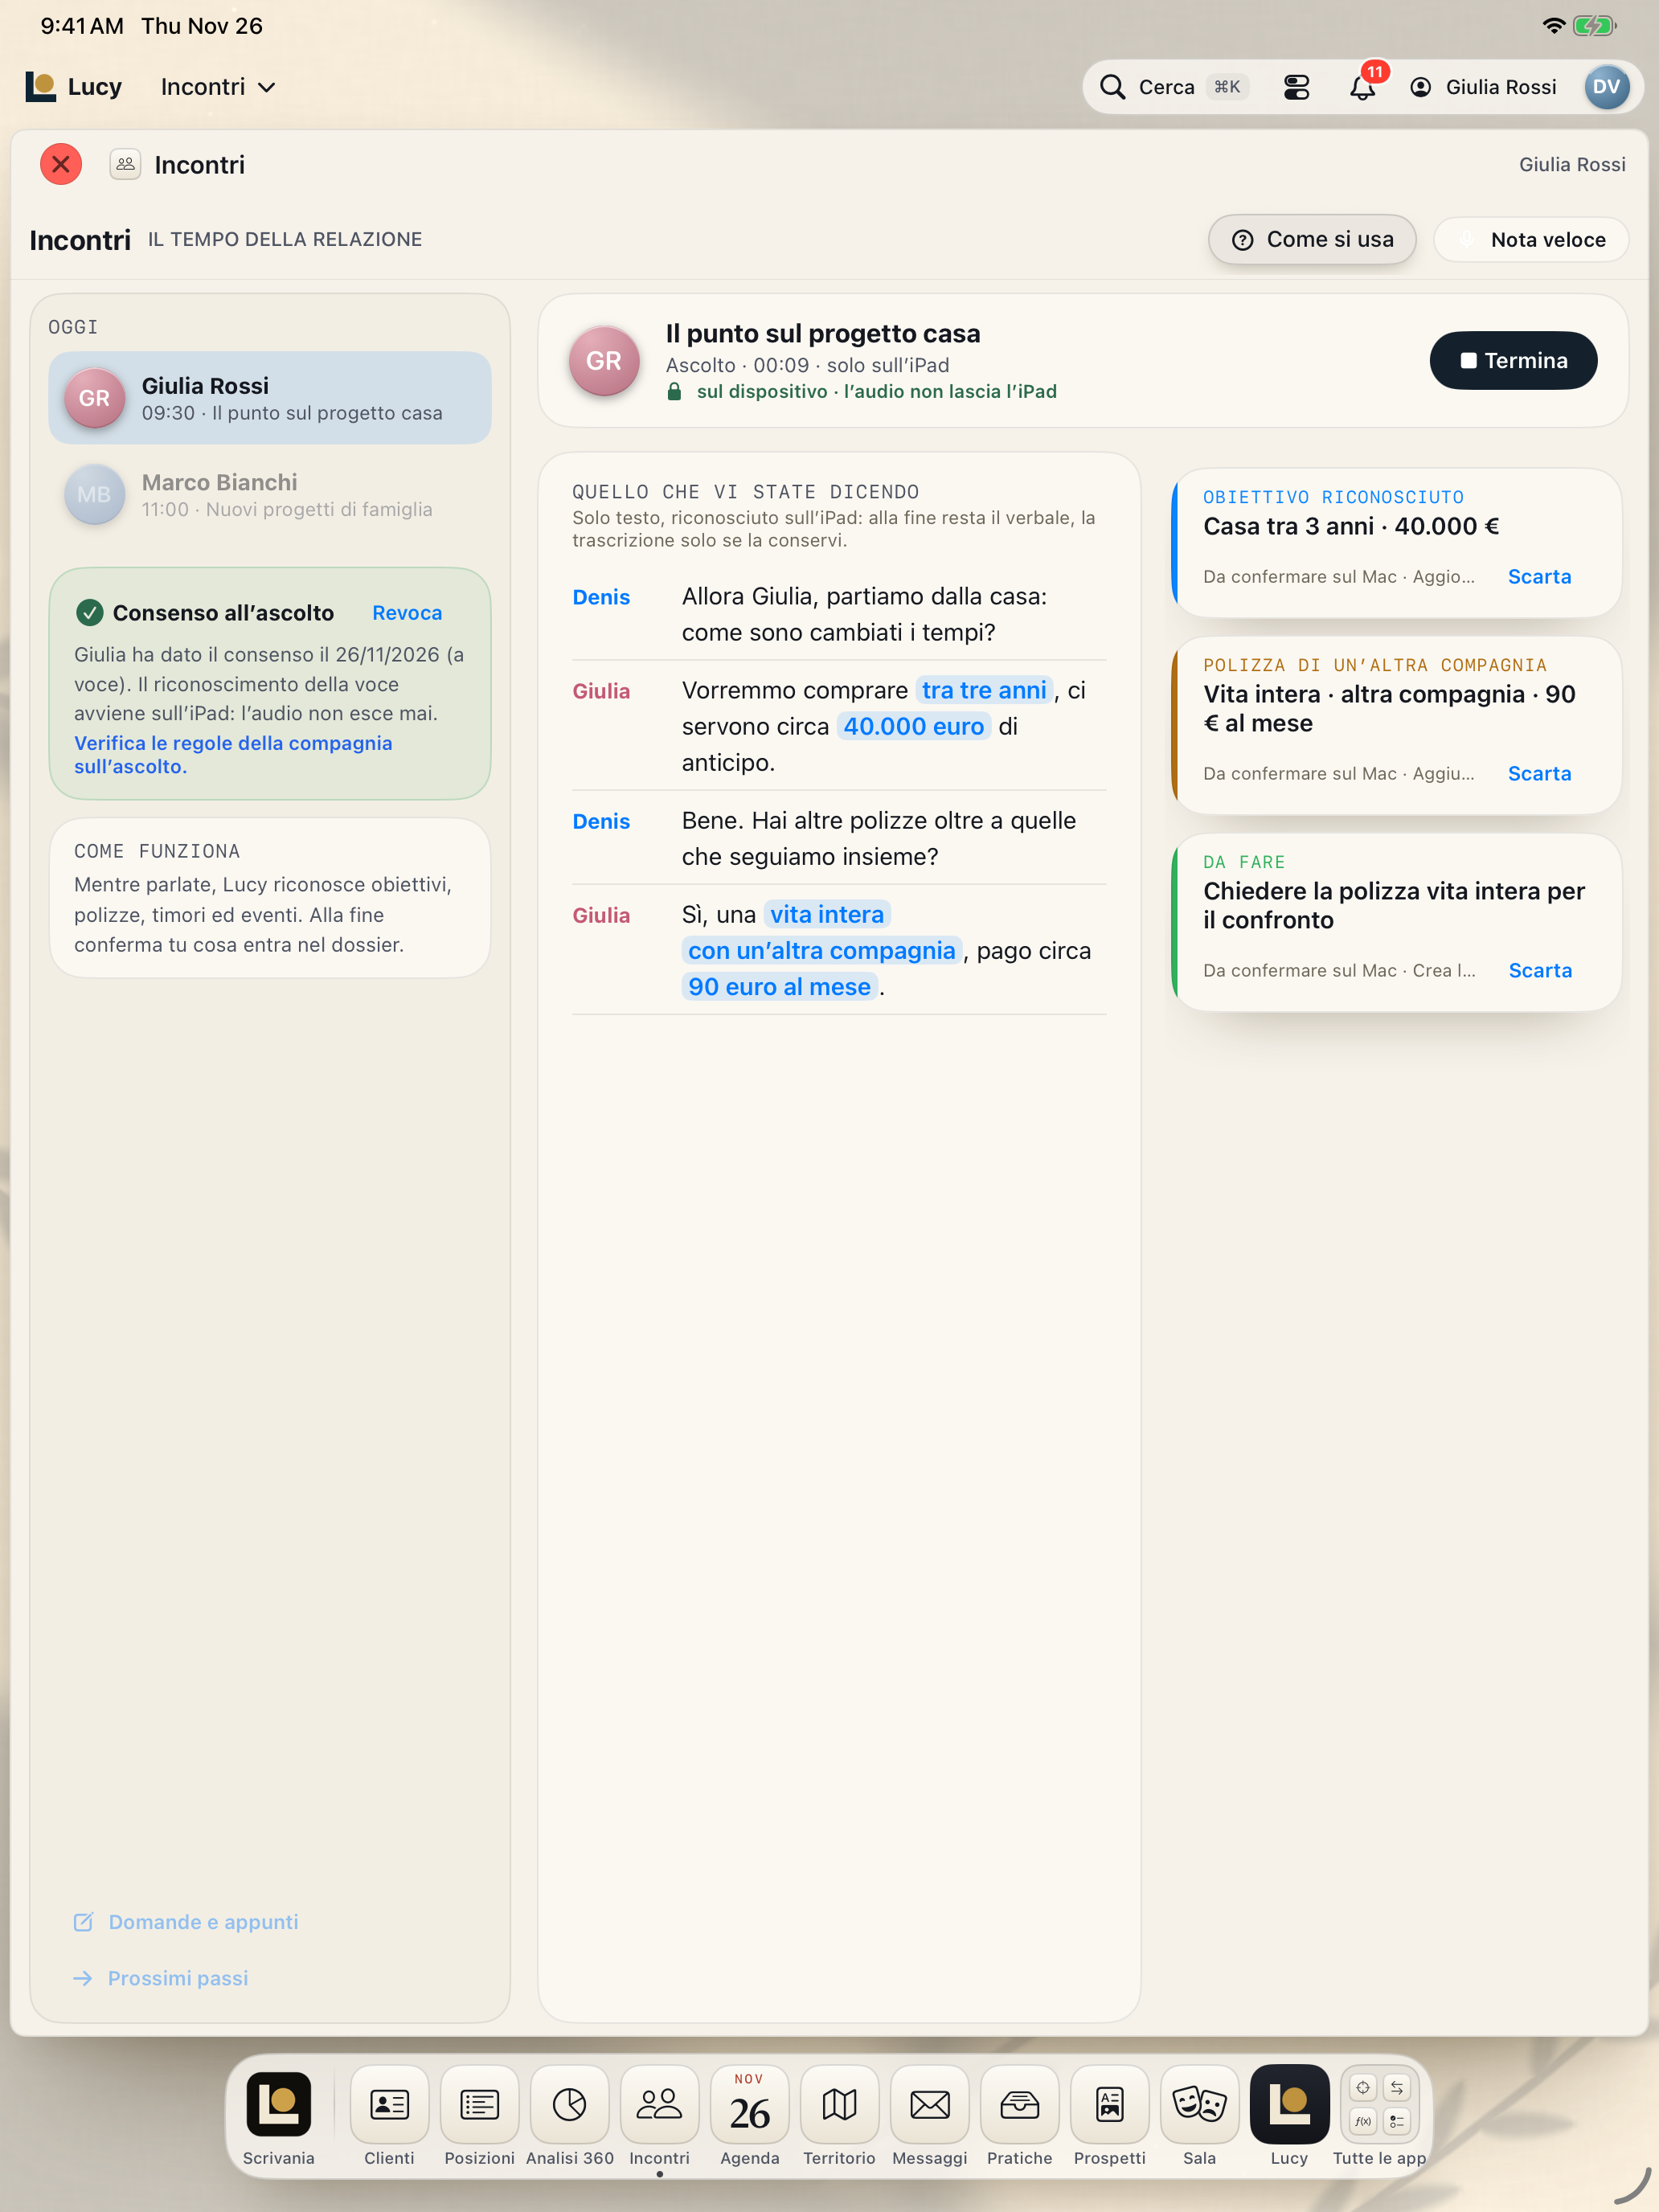 9:41 AM Thu Nov 26
Lucy
Incontri
Cerca
⌘K
11
Giulia Rossi
DV
Incontri
Giulia Rossi
Incontri
IL TEMPO DELLA RELAZIONE
Come si usa
Nota veloce
OGGI
GR
Giulia Rossi
09:30 · Il punto sul progetto casa
MB
Marco Bianchi
11:00 · Nuovi progetti di famiglia
Consenso all’ascolto
Revoca
Giulia ha dato il consenso il 26/11/2026 (a
voce). Il riconoscimento della voce
avviene sull’iPad: l’audio non esce mai.
Verifica le regole della compagnia
sull’ascolto.
COME FUNZIONA
Mentre parlate, Lucy riconosce obiettivi,
polizze, timori ed eventi. Alla fine
conferma tu cosa entra nel dossier.
Domande e appunti
Prossimi passi
GR
Il punto sul progetto casa
Ascolto · 00:09 · solo sull’iPad
sul dispositivo · l’audio non lascia l’iPad
Termina
QUELLO CHE VI STATE DICENDO
Solo testo, riconosciuto sull’iPad: alla fine resta il verbale, la
trascrizione solo se la conservi.
Denis
Allora Giulia, partiamo dalla casa:
come sono cambiati i tempi?
Giulia
Vorremmo comprare tra tre anni, ci
servono circa 40.000 euro di
anticipo.
Denis
Bene. Hai altre polizze oltre a quelle
che seguiamo insieme?
Giulia
Sì, una vita intera
con un’altra compagnia, pago circa
90 euro al mese.
OBIETTIVO RICONOSCIUTO
Casa tra 3 anni · 40.000 €
Da confermare sul Mac · Aggio...
Scarta
POLIZZA DI UN’ALTRA COMPAGNIA
Vita intera · altra compagnia · 90
€ al mese
Da confermare sul Mac · Aggiu...
Scarta
DA FARE
Chiedere la polizza vita intera per
il confronto
Da confermare sul Mac · Crea l...
Scarta
NOV
26
f(x)
Scrivania
Clienti
Posizioni
Analisi 360
Incontri
Agenda
Territorio
Messaggi
Pratiche
Prospetti
Sala
Lucy
Tutte le app